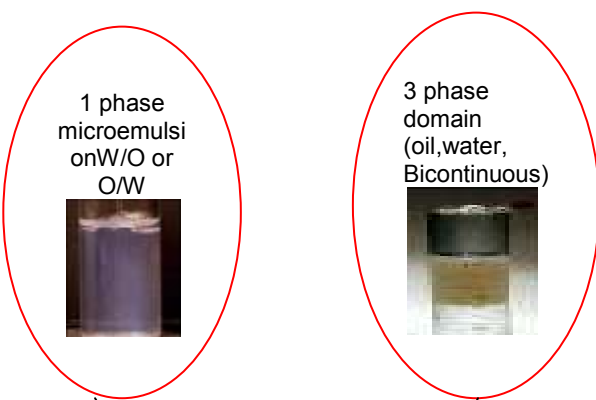 1 phase
microemulsi
onW/O or
O/W
3 phase
domain
(oil,water,
Bicontinuous)